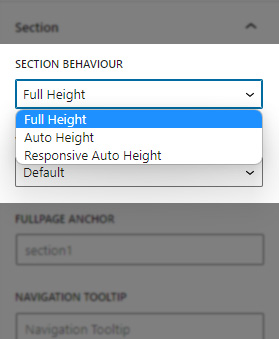 Section
SECTION BEHAVIOUR
Full Height
Full Height
Auto Height
Responsive Auto Height
Default
FULLPAGE ANCHOR
section1
NAVIGATION TOOLTIP
Navigation Tooltip